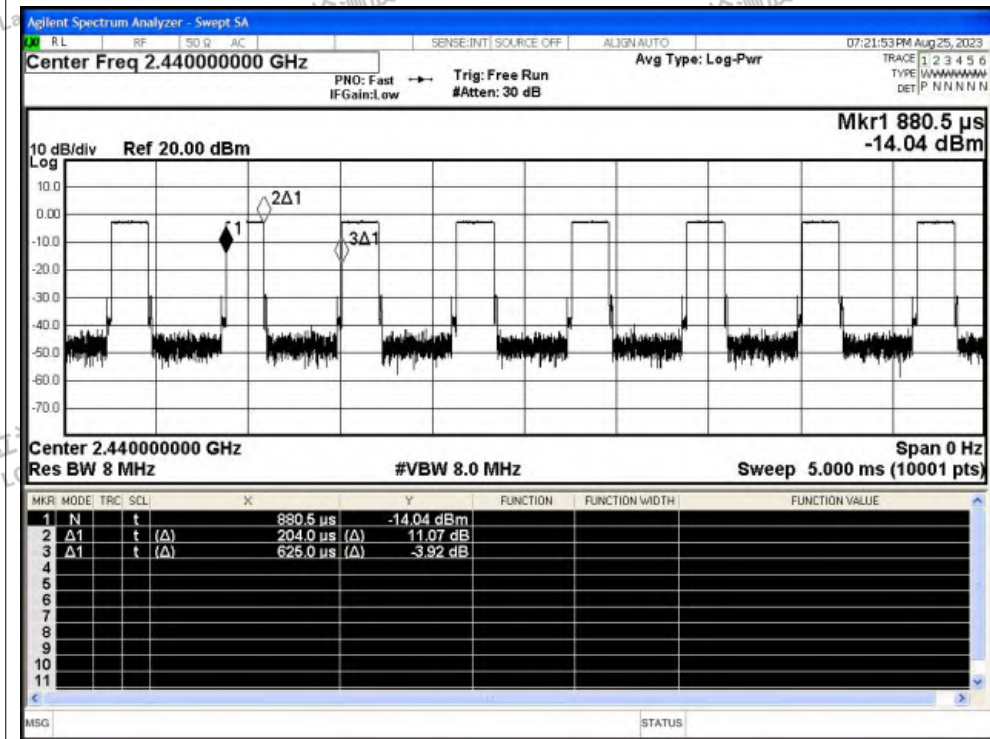 Agilent Spectrum Analyzer - Swept SA
RL RF 50 Ω AC SENSE:INT SOURCE OFF ALIGN AUTO 07:21:53 PM Aug 25, 2023
Center Freq 2.440000000 GHz Avg Type: Log-Pwr TRACE 1 2 3 4 5 6
PNO: Fast Trig: Free Run TYPE WWWWWW
IFGain:Low #Atten: 30 dB DET P N N N N N
Mkr1 880.5 µs
10 dB/div Ref 20.00 dBm -14.04 dBm
Log
10.0
0.00
-10.0
-20.0
-30.0
-40.0
-50.0
-60.0
-70.0
1
2Δ1
3Δ1
Center 2.440000000 GHz Span 0 Hz
Res BW 8 MHz #VBW 8.0 MHz Sweep 5.000 ms (10001 pts)
MKR MODE TRC SCL X Y FUNCTION FUNCTION WIDTH FUNCTION VALUE
1 N t 880.5 µs -14.04 dBm
2 Δ1 t (Δ) 204.0 µs (Δ) 11.07 dB
3 Δ1 t (Δ) 625.0 µs (Δ) -3.92 dB
4
5
6
7
8
9
10
11
MSG STATUS